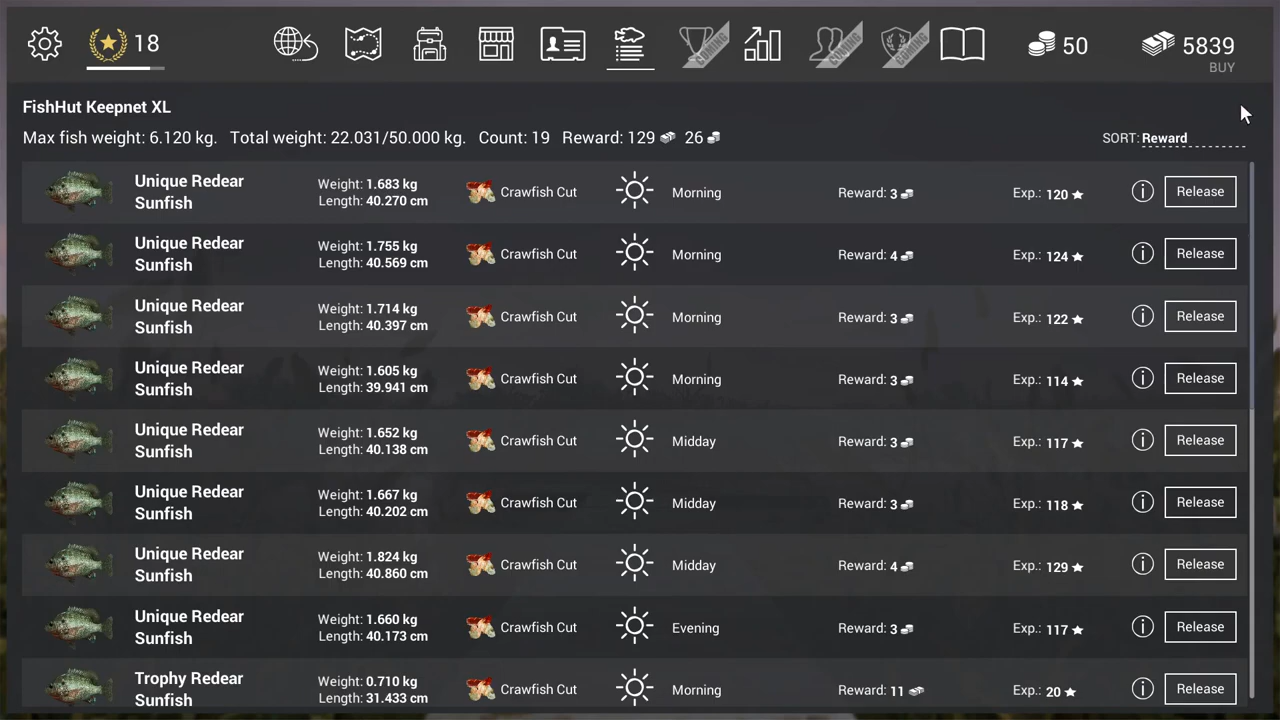 18
COMING
COMING
COMING
50
5839
BUY
FishHut Keepnet XL
Max fish weight: 6.120 kg. Total weight: 22.031/50.000 kg. Count: 19 Reward: 129 26
SORT: Reward
Unique Redear
Sunfish
Weight: 1.683 kg
Length: 40.270 cm
Crawfish Cut
Morning
Reward: 3
Exp.: 120
Release
Unique Redear
Sunfish
Weight: 1.755 kg
Length: 40.569 cm
Crawfish Cut
Morning
Reward: 4
Exp.: 124
Release
Unique Redear
Sunfish
Weight: 1.714 kg
Length: 40.397 cm
Crawfish Cut
Morning
Reward: 3
Exp.: 122
Release
Unique Redear
Sunfish
Weight: 1.605 kg
Length: 39.941 cm
Crawfish Cut
Morning
Reward: 3
Exp.: 114
Release
Unique Redear
Sunfish
Weight: 1.652 kg
Length: 40.138 cm
Crawfish Cut
Midday
Reward: 3
Exp.: 117
Release
Unique Redear
Sunfish
Weight: 1.667 kg
Length: 40.202 cm
Crawfish Cut
Midday
Reward: 3
Exp.: 118
Release
Unique Redear
Sunfish
Weight: 1.824 kg
Length: 40.860 cm
Crawfish Cut
Midday
Reward: 4
Exp.: 129
Release
Unique Redear
Sunfish
Weight: 1.660 kg
Length: 40.173 cm
Crawfish Cut
Evening
Reward: 3
Exp.: 117
Release
Trophy Redear
Sunfish
Weight: 0.710 kg
Length: 31.433 cm
Crawfish Cut
Morning
Reward: 11
Exp.: 20
Release